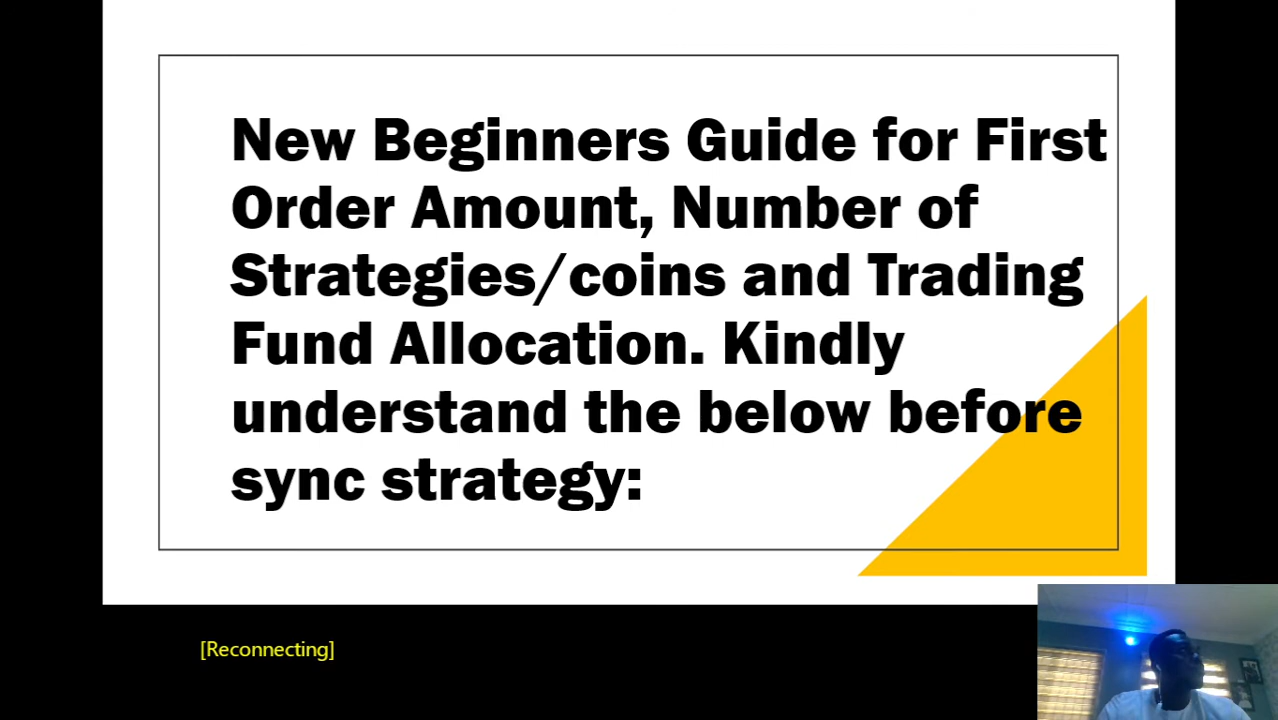 New Beginners Guide for First
Order Amount, Number of
Strategies/coins and Trading
Fund Allocation. Kindly
understand the below before
sync strategy:
[Reconnecting]